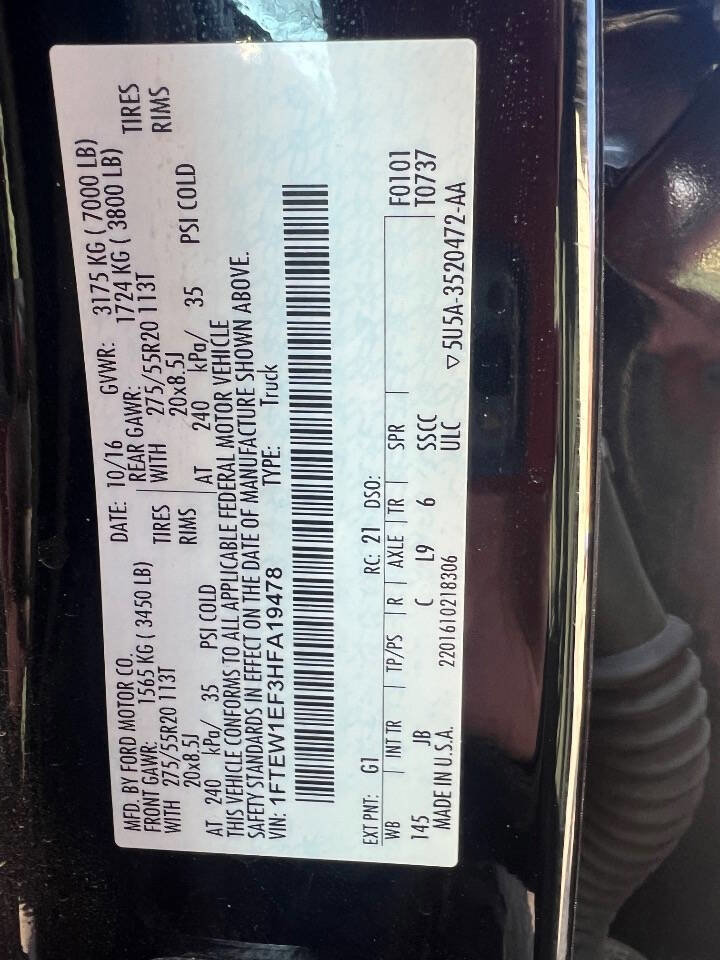 MFD. BY FORD MOTOR CO. DATE: 10/16 GVWR: 3175 KG ( 7000 LB)
FRONT GAWR: 1565 KG ( 3450 LB) REAR GAWR: 1724 KG ( 3800 LB)
WITH 275/55R20 113T TIRES WITH 275/55R20 113T TIRES
20x8.5J RIMS 20x8.5J RIMS
AT 240 kPa/ 35 PSI COLD AT 240 kPa/ 35 PSI COLD
THIS VEHICLE CONFORMS TO ALL APPLICABLE FEDERAL MOTOR VEHICLE
SAFETY STANDARDS IN EFFECT ON THE DATE OF MANUFACTURE SHOWN ABOVE.
VIN: 1FTEW1EF3HFA19478 TYPE: Truck
EXT PNT: G1 RC: 21 DSO: F0101
WB INT TR TP/PS R AXLE TR SPR T0737
145 JB C L9 6 SSCC
MADE IN U.S.A. 2201610218306 ULC ▽5U5A-3520472-AA